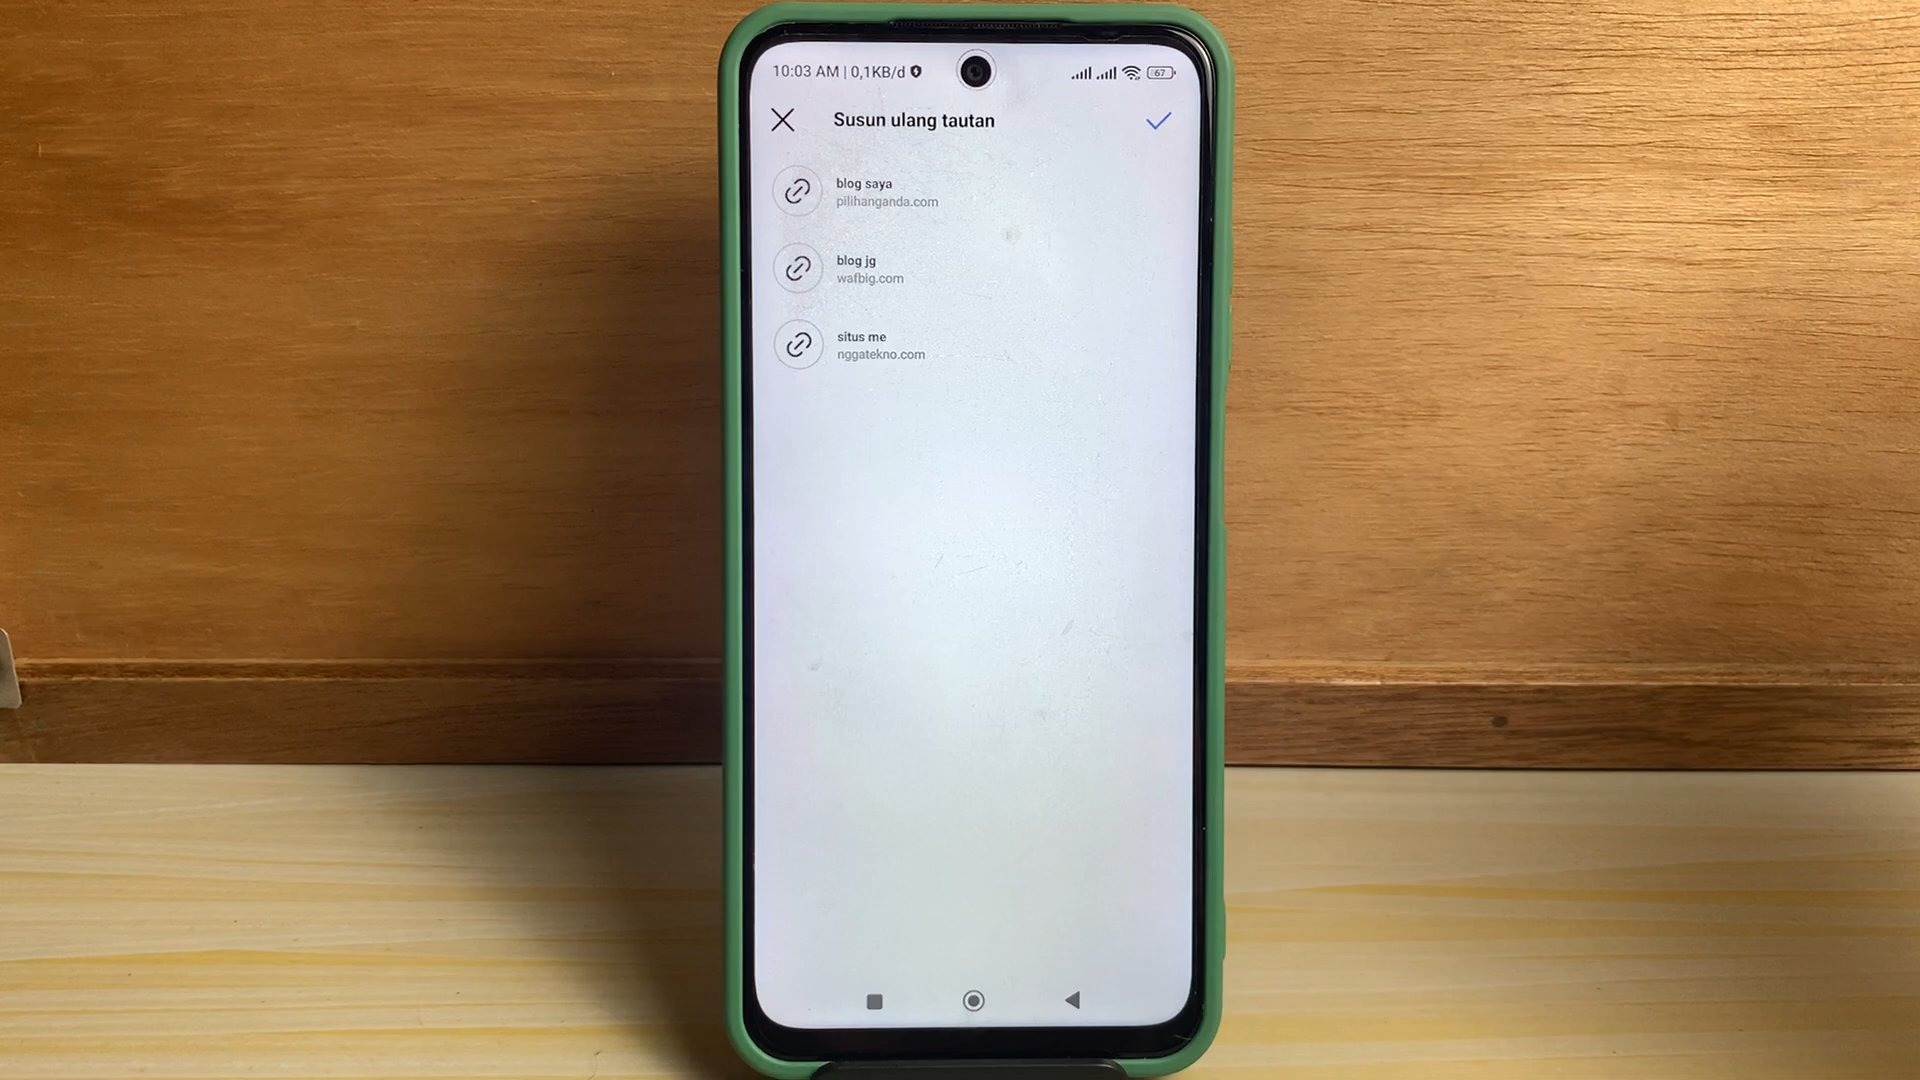 10:03 AM | 0,1KB/d
67
Susun ulang tautan
blog saya
pilihanganda.com
blog jg
wafbig.com
situs me
nggatekno.com